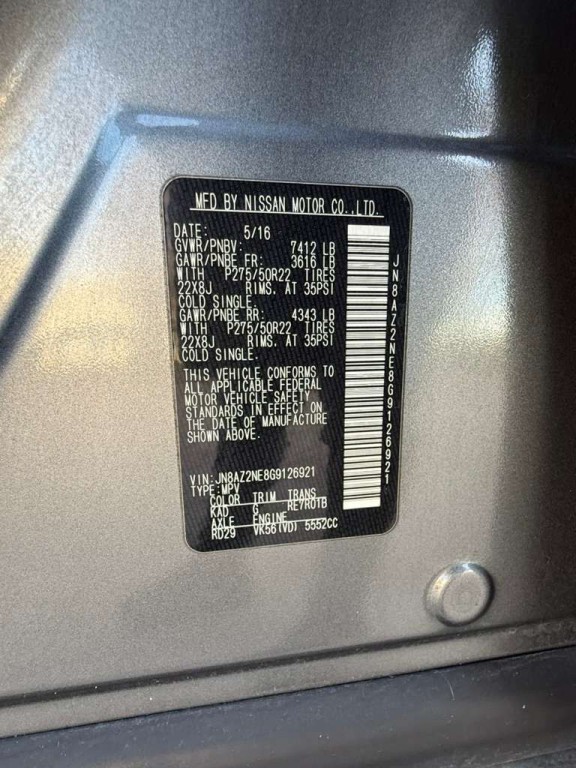 MFD BY NISSAN MOTOR CO.,LTD.
DATE: 5/16
GVWR/PNBV: 7412 LB
GAWR/PNBE FR: 3616 LB
WITH P275/50R22 TIRES
22X8J RIMS. AT 35PSI
COLD SINGLE.
GAWR/PNBE RR: 4343 LB
WITH P275/50R22 TIRES
22X8J RIMS. AT 35PSI
COLD SINGLE.
THIS VEHICLE CONFORMS TO
ALL APPLICABLE FEDERAL
MOTOR VEHICLE SAFETY
STANDARDS IN EFFECT ON
THE DATE OF MANUFACTURE
SHOWN ABOVE.
VIN:JN8AZ2NE8G9126921
TYPE:MPV
COLOR TRIM TRANS
KAD G RE7R01B
AXLE ENGINE
RD29 VK56(VD) 5552CC
JN8AZ2NE8G9126921